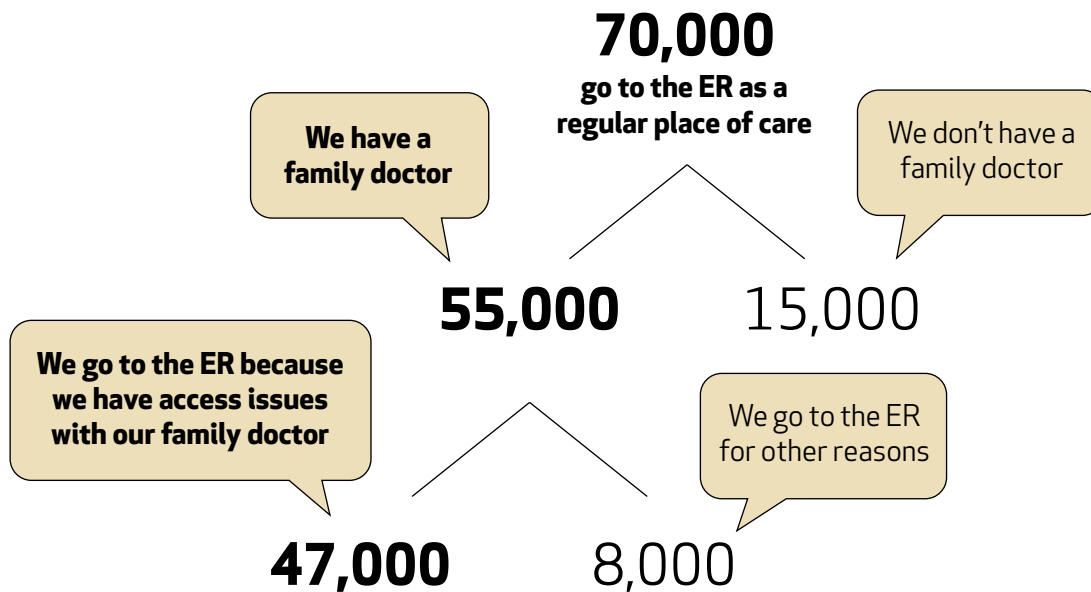 70,000
go to the ER as a
regular place of care
We have a
family doctor
We don't have a
family doctor
55,000
15,000
We go to the ER because
we have access issues
with our family doctor
We go to the ER
for other reasons
47,000
8,000